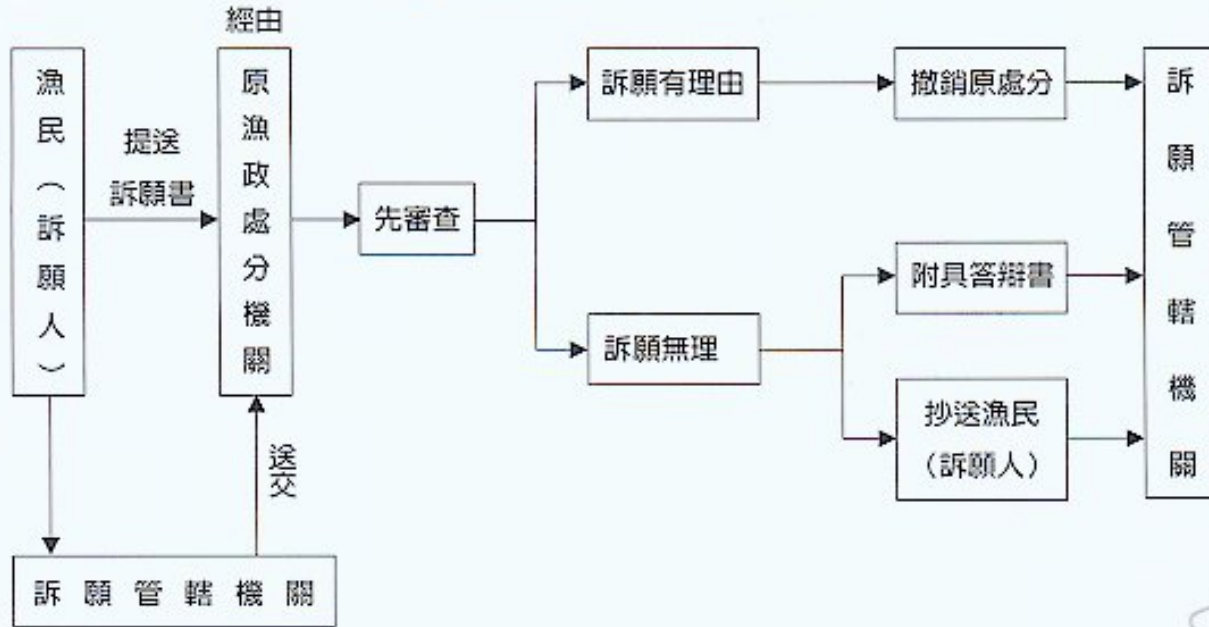 經由
漁民（訴願人）
提送
訴願書
原漁政處分機關
先審查
訴願有理由
撤銷原處分
訴願無理
附具答辯書
抄送漁民
（訴願人）
訴願管轄機關
送交
訴願管轄機關